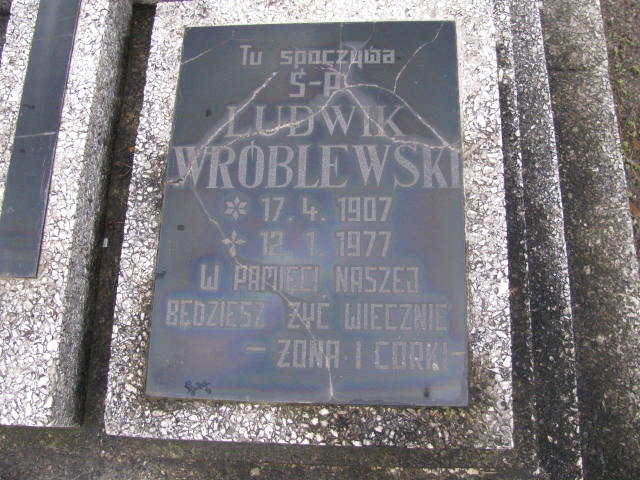 Tu spoczywa
Ś-P
LUDWIK
WRÓBLEWSKI
* 17. 4. 1907
12. 1. 1977
W PAMIĘCI NASZEJ
BĘDZIESZ ŻYĆ WIECZNIE
- ŻONA I CÓRKI -